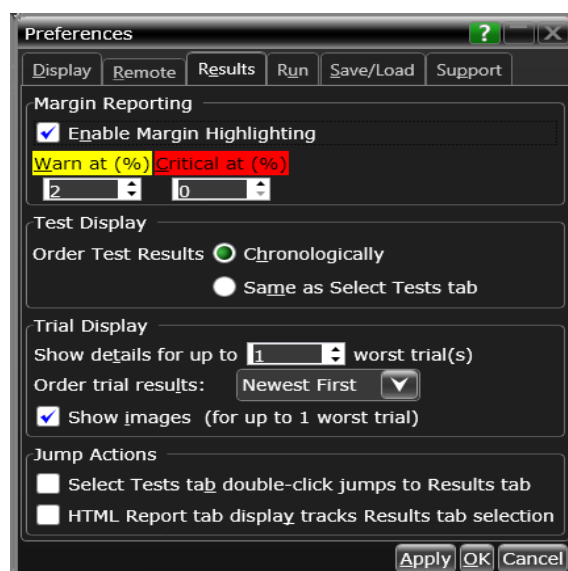 Preferences ?
Display Remote Results Run Save/Load Support
Margin Reporting
Enable Margin Highlighting
Warn at (%) Critical at (%)
2 0
Test Display
Order Test Results Chronologically
Same as Select Tests tab
Trial Display
Show details for up to 1 worst trial(s)
Order trial results: Newest First
Show images (for up to 1 worst trial)
Jump Actions
Select Tests tab double-click jumps to Results tab
HTML Report tab display tracks Results tab selection
Apply OK Cancel